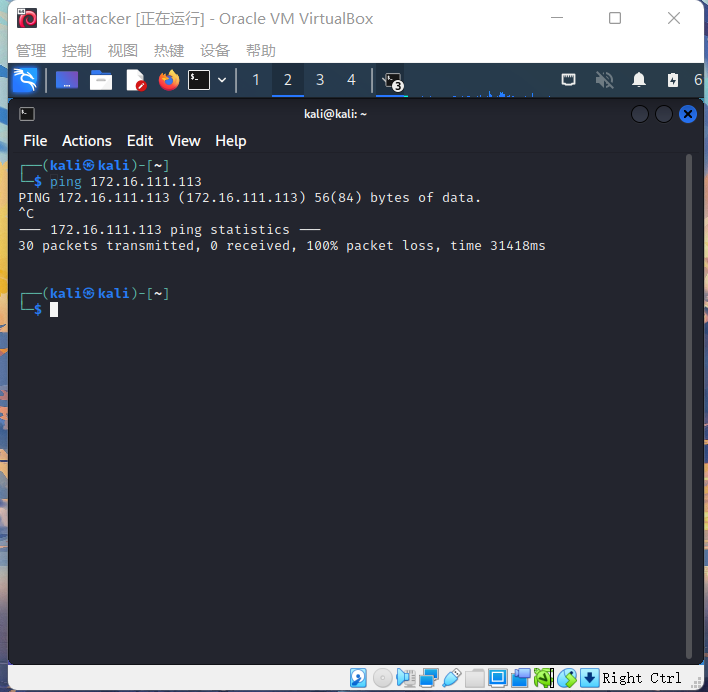 kali-attacker [正在运行] - Oracle VM VirtualBox
管理 控制 视图 热键 设备 帮助
1 2 3 4 3 6
kali@kali: ~
File Actions Edit View Help
┌──(kali㉿kali)-[~]
└─$ ping 172.16.111.113
PING 172.16.111.113 (172.16.111.113) 56(84) bytes of data.
^C
--- 172.16.111.113 ping statistics ---
30 packets transmitted, 0 received, 100% packet loss, time 31418ms
┌──(kali㉿kali)-[~]
└─$
Right Ctrl